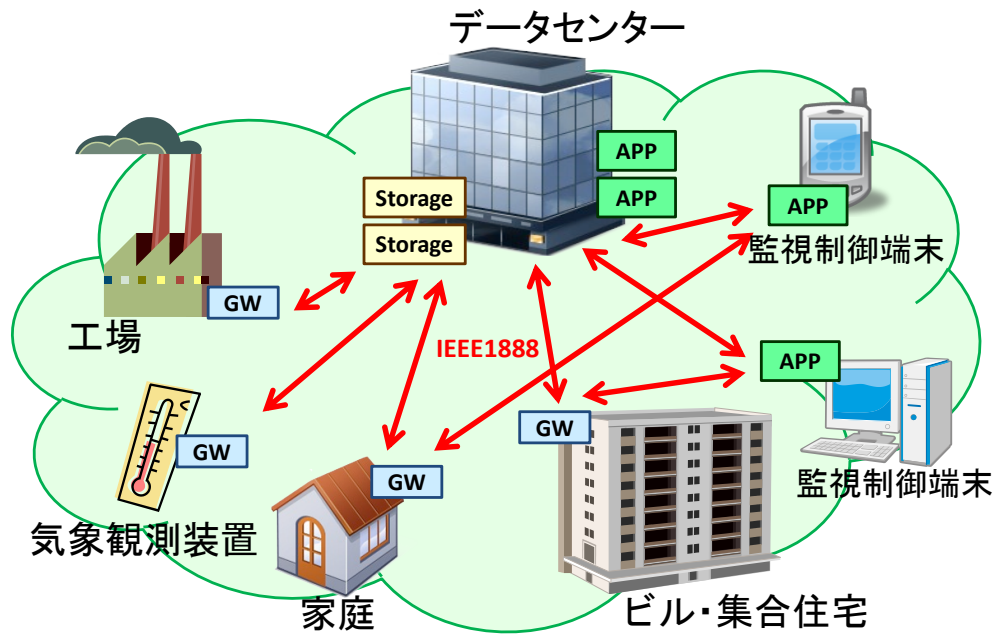 データセンター
APP
Storage
APP
APP
Storage
監視制御端末
GW
工場
IEEE1888
APP
GW
GW
GW
監視制御端末
気象観測装置
家庭
ビル・集合住宅